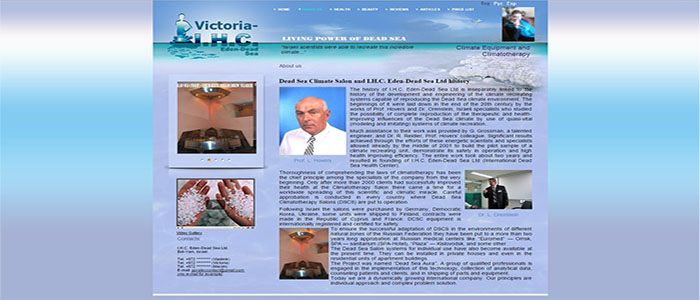 HOME
ABOUT US
HEALTH
BEAUTY
REVIEWS
ARTICLES
PRICE LIST
Eng Рус Сер
Victoria-
I.H.C.
Eden-Dead
Sea
LIVING POWER OF DEAD SEA
"Israeli scientists were able to recreate this incredible
climate..."
Climate Equipment and
Climatotherapy
About us
Dead Sea Climate Salon and I.H.C. Eden-Dead Sea Ltd history
The history of I.H.C. Eden-Dead Sea Ltd is inseparably linked to the
history of the development and engineering of the climate recreating
systems capable of reproducing the Dead Sea climate environment. The
beginnings of it were laid down in the end of the 20th century by the
works of Prof. Hovers and Dr. Orenstein, Israeli specialists who studied
the possibility of complete reproduction of the therapeutic and health-
improving influences of the Dead Sea climate by use of quasi-vital
(modeling and imitating) systems of climate recreation.
Much assistance to their work was provided by G. Grossman, a talented
engineer, and Dr. R. Reider, Prof. Hovers' colleague. Significant results
achieved through the efforts of these energetic scientists and specialists
allowed already by the middle of 2001 to build the pilot sample of a
climate recreating unit, demonstrate its safety in operation and high
health improving efficiency. The entire work took about two years and
resulted in founding of I.H.C. Eden-Dead Sea Ltd (International Dead
Sea Health Center).
Prof. L. Hovers
Thoroughness of comprehending the laws of climatotherapy has been
the chief principle among the specialists of the company from the very
beginning. Only after more than 2000 clients had successfully improved
their health at the Climatotherapy Salon there came a time for a
worldwide spreading of this scientific and climatic miracle. Careful
approbation is conducted in every country where Dead Sea
Climatotherapy Salons (DSCS) are put to operation.
Dr. L. Orenstein
Following Israel the salons were purchased by Germany, Democratic
Korea, Ukraine, some units were shipped to Finland, contracts were
made in the Republic of Cyprus and France DCSC equipment is
internationally registered and certified for safety.
To ensure the successful adaptation of DSCS in the environments of different
natural zones of the Russian Federation they have been put to a more than two
years long approbation at Russian medical centers like "Euromed" — Omsk,
SPA — sanitarium (SPA-Hotel), "Plaza" — Kislovodsk, and some other.
The Dead Sea Salon systems for individual use have also become available at
the present time. They can be installed in private houses and even in the
residential units of apartment buildings.
The Project was named "Dead Sea Aura". A group of qualified professionals is
engaged in the implementation of this technology, collection of analytical data,
counseling patients and clients, and in shipping of parts and equipment.
Today we are a dynamically growing international company. Our principles are
individual approach and complex problem solution.
Video Gallery
Contacts
I.H.C. Eden-Dead Sea Ltd
Bat-Yam, Israel